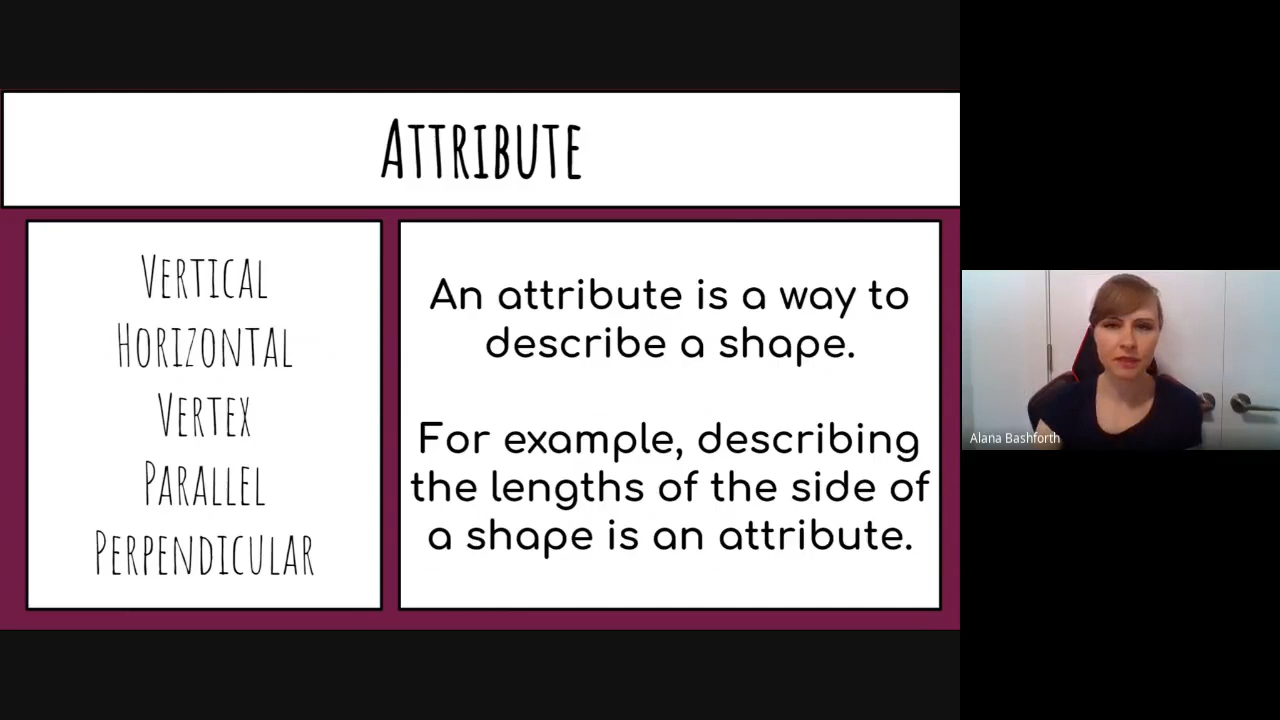 Attribute
Vertical
Horizontal
Vertex
Parallel
Perpendicular
An attribute is a way to
describe a shape.
For example, describing
the lengths of the side of
a shape is an attribute.
Alana Bashforth